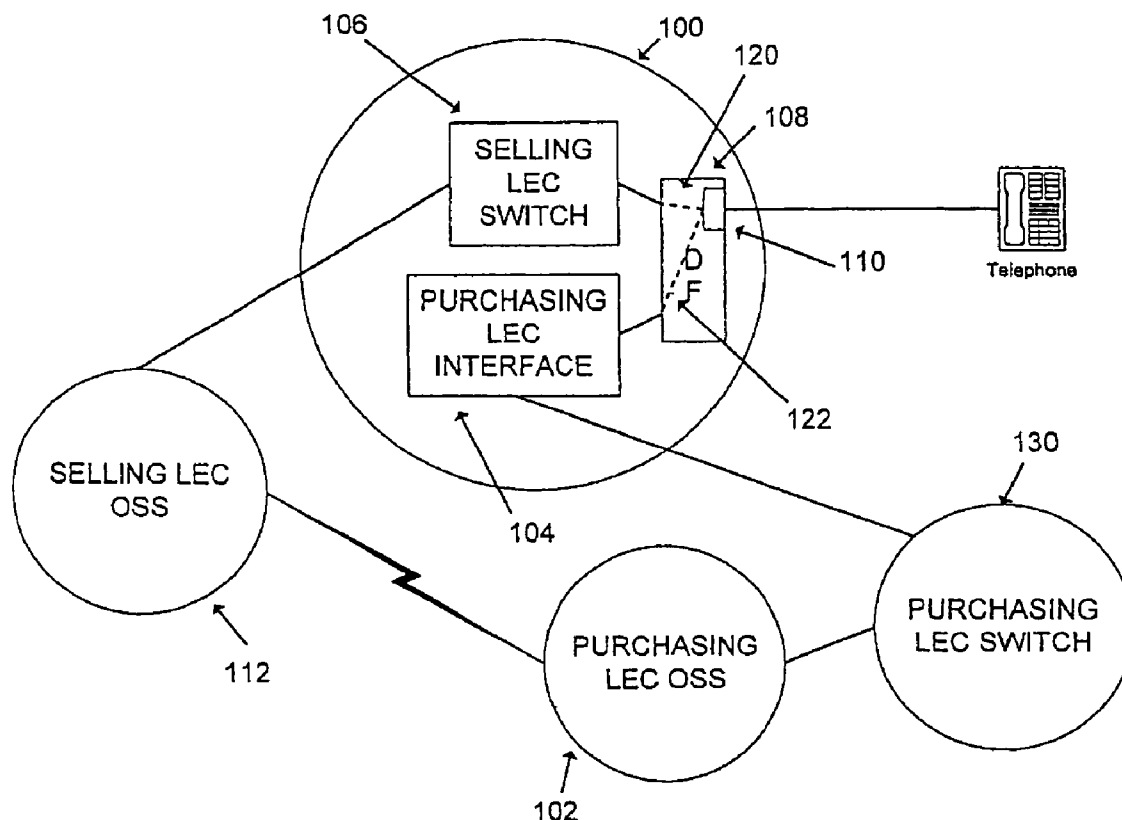 100
106
120
108
SELLING
LEC
SWITCH
D
F
110
Telephone
PURCHASING
LEC
INTERFACE
122
130
SELLING LEC
OSS
104
PURCHASING
LEC SWITCH
PURCHASING
LEC OSS
112
102